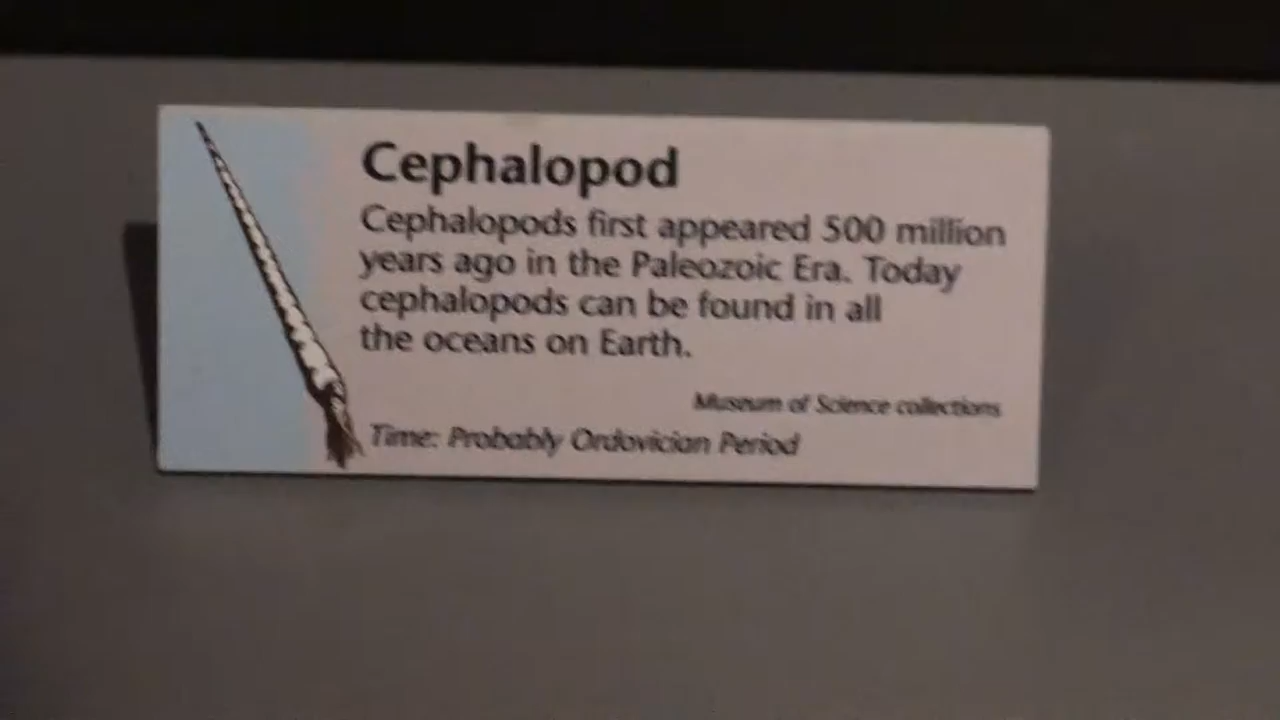 Cephalopod
Cephalopods first appeared 500 million
years ago in the Paleozoic Era. Today
cephalopods can be found in all
the oceans on Earth.
Museum of Science collections
Time: Probably Ordovician Period